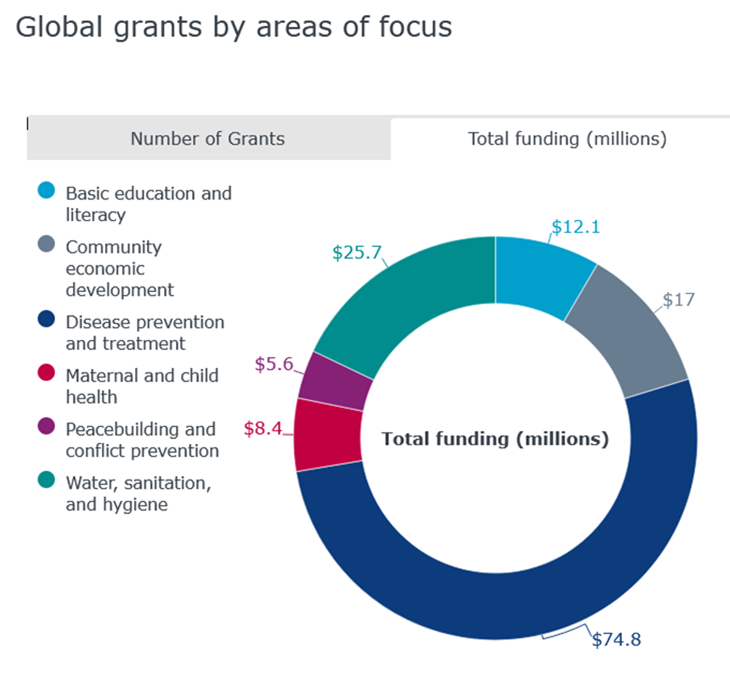 Global grants by areas of focus
Number of Grants
Total funding (millions)
Basic education and
literacy
Community
economic
development
Disease prevention
and treatment
Maternal and child
health
Peacebuilding and
conflict prevention
Water, sanitation,
and hygiene
$12.1
$25.7
$17
$5.6
$8.4
Total funding (millions)
$74.8